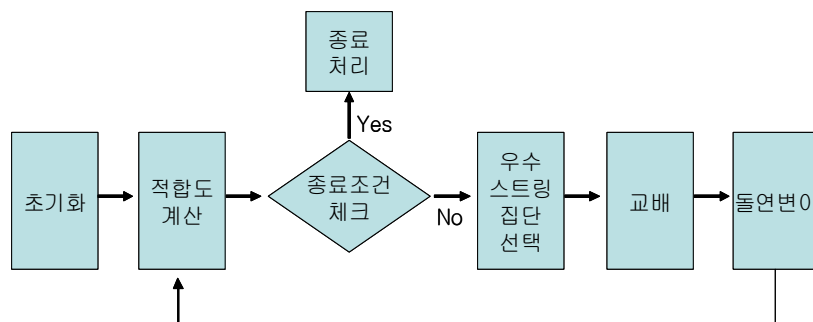 종료
처리
Yes
초기화
적합도
계산
종료조건
체크
No
우수
스트링
집단
선택
교배
돌연변이